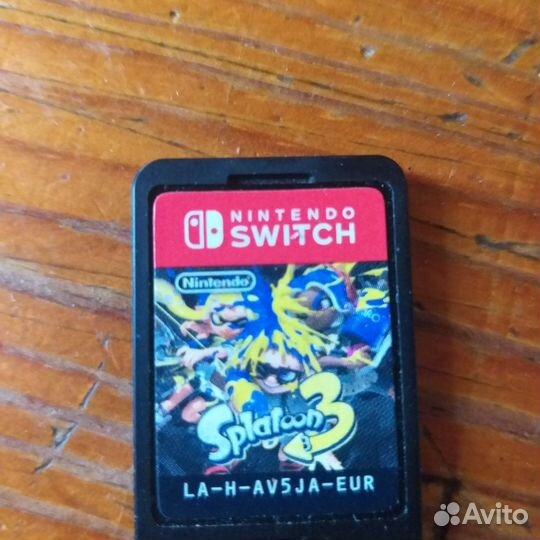 NINTENDO
SWITCH
Nintendo
Splatoon 3
LA-H-AV5JA-EUR
Avito